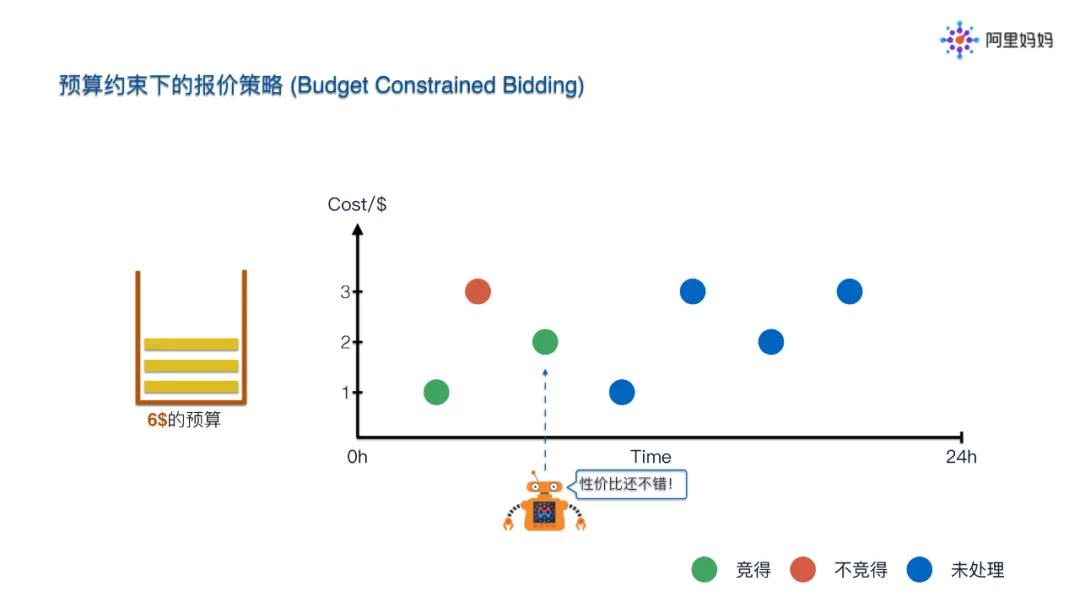 阿里妈妈
预算约束下的报价策略 (Budget Constrained Bidding)
Cost/$
3
2
1
6$的预算
0h
Time
24h
性价比还不错!
竞得
不竞得
未处理